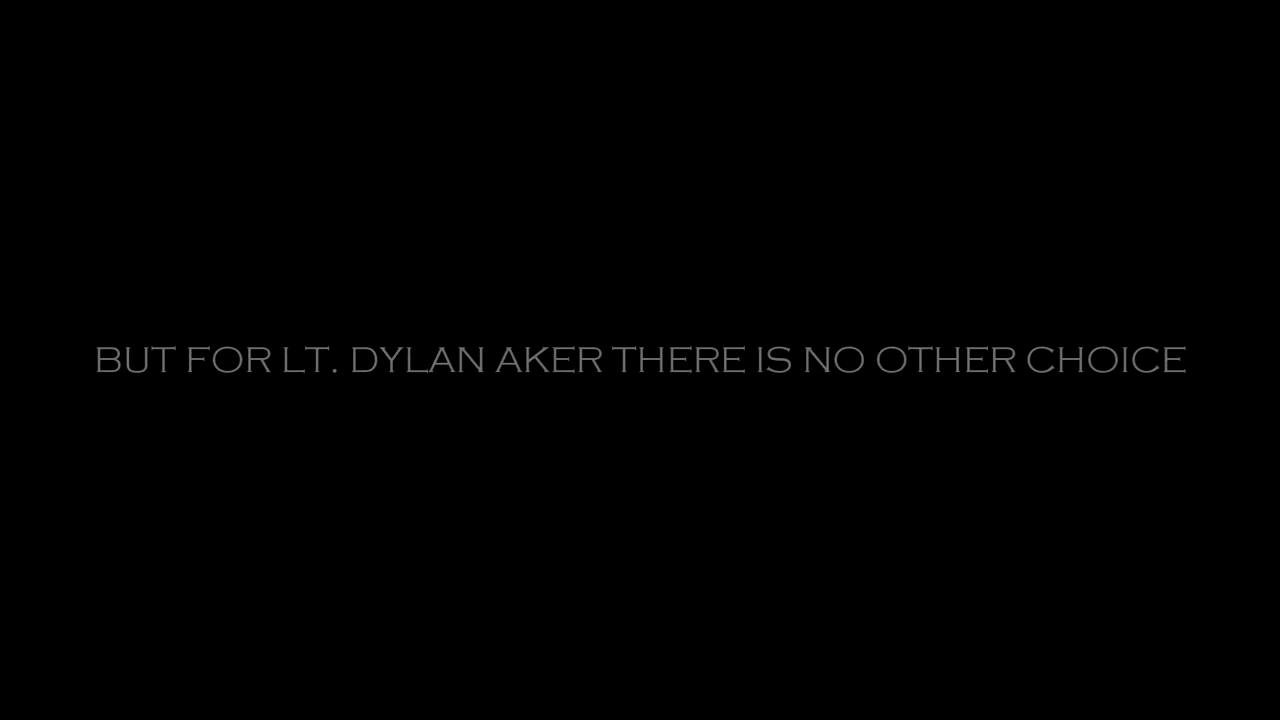 BUT FOR LT. DYLAN AKER THERE IS NO OTHER CHOICE